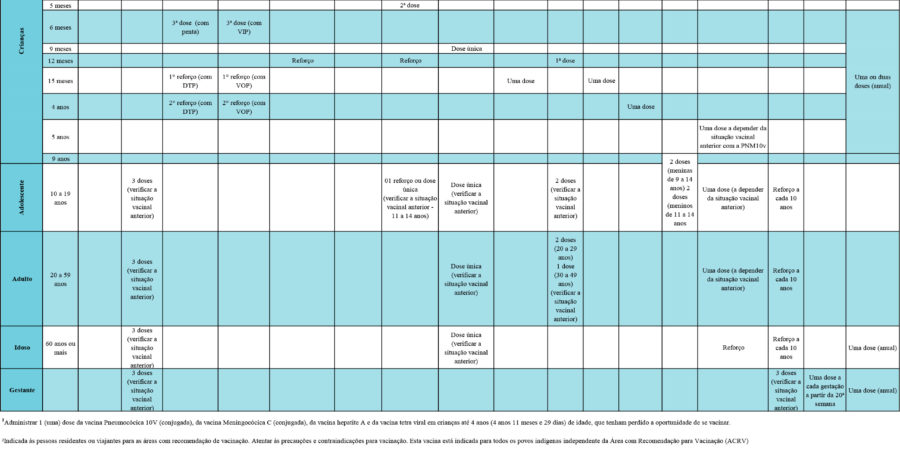 Crianças
5 meses
2ª dose
6 meses
3ª dose (com
penta)
3ª dose (com
VIP)
9 meses
Dose única
12 meses
Reforço
Reforço
1ª dose
15 meses
1º reforço (com
DTP)
1º reforço (com
VOP)
Uma dose
Uma dose
Uma ou duas
doses (anual)
4 anos
2º reforço (com
DTP)
2º reforço (com
VOP)
Uma dose
5 anos
Uma dose a depender da
situação vacinal
anterior com a PNM10v
9 anos
2 doses
(meninas
de 9 a 14
anos) 2
doses
(meninos
de 11 a 14
anos
Adolescente
10 a 19
anos
3 doses
(verificar a
situação
vacinal
anterior)
01 reforço ou dose
única
(verificar a situação
vacinal anterior -
11 a 14 anos)
Dose única
(verificar a
situação vacinal
anterior)
2 doses
(verificar a
situação
vacinal
anterior)
Uma dose (a depender
da situação vacinal
anterior)
Reforço a
cada 10
anos
Adulto
20 a 59
anos
3 doses
(verificar a
situação
vacinal
anterior)
Dose única
(verificar a
situação vacinal
anterior)
2 doses
(20 a 29
anos)
1 dose
(30 a 49
anos)
(verificar a
situação
vacinal
anterior)
Uma dose (a depender
da situação vacinal
anterior)
Reforço a
cada 10
anos
Idoso
60 anos ou
mais
3 doses
(verificar a
situação
vacinal
anterior)
Dose única
(verificar a
situação vacinal
anterior)
Reforço
Reforço a
cada 10
anos
Uma dose (anual)
Gestante
3 doses
(verificar a
situação
vacinal
anterior)
3 doses
(verificar a
situação
vacinal
anterior)
Uma dose a
cada gestação
a partir da 20ª
semana
Uma dose (anual)
¹Administrar 1 (uma) dose da vacina Pneumocócica 10V (conjugada), da vacina Meningocócica C (conjugada), da vacina hepatite A e da vacina tetra viral em crianças até 4 anos (4 anos 11 meses e 29 dias) de idade, que tenham perdido a oportunidade de se vacinar.
²Indicada às pessoas residentes ou viajantes para as áreas com recomendação de vacinação. Atentar às precauções e contraindicações para vacinação. Esta vacina está indicada para todos os povos indígenas independente da Área com Recomendação para Vacinação (ACRV)